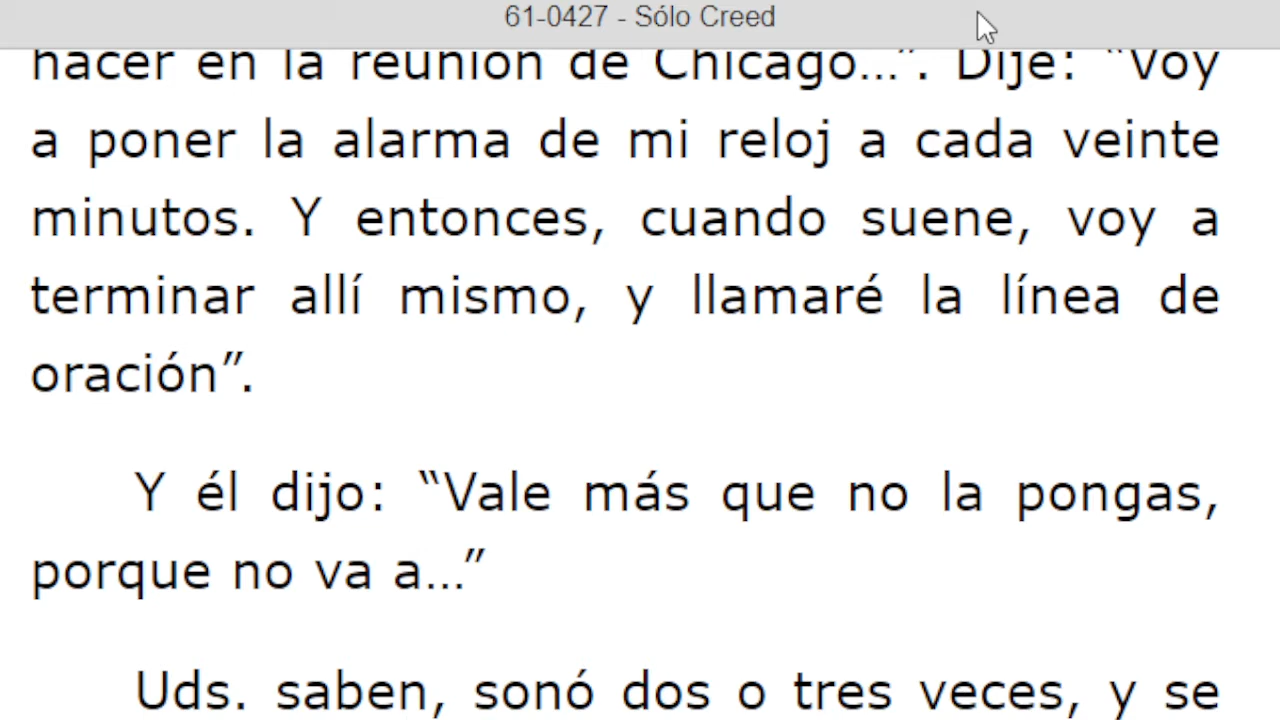 61-0427 - Sólo Creed
hacer en la reunión de Chicago...”. Dije: “Voy
a poner la alarma de mi reloj a cada veinte
minutos. Y entonces, cuando suene, voy a
terminar allí mismo, y llamaré la línea de
oración”.
Y él dijo: “Vale más que no la pongas,
porque no va a...”
Uds. saben, sonó dos o tres veces, y se